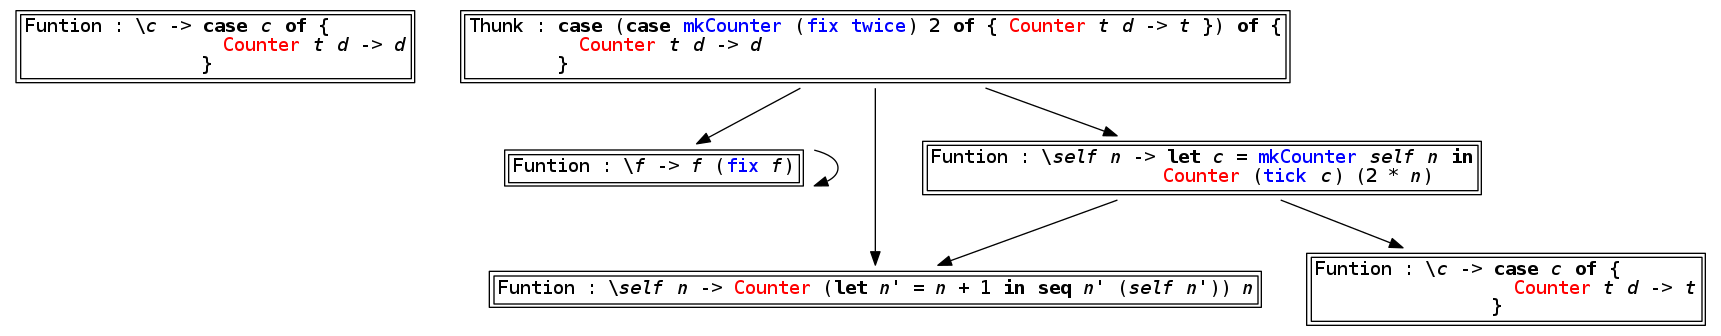 Funtion : \c -> case c of {
Counter t d -> d
}
Thunk : case (case mkCounter (fix twice) 2 of { Counter t d -> t }) of {
Counter t d -> d
}
Funtion : \f -> f (fix f)
Funtion : \self n -> let c = mkCounter self n in
Counter (tick c) (2 * n)
Funtion : \self n -> Counter (let n' = n + 1 in seq n' (self n')) n
Funtion : \c -> case c of {
Counter t d -> t
}